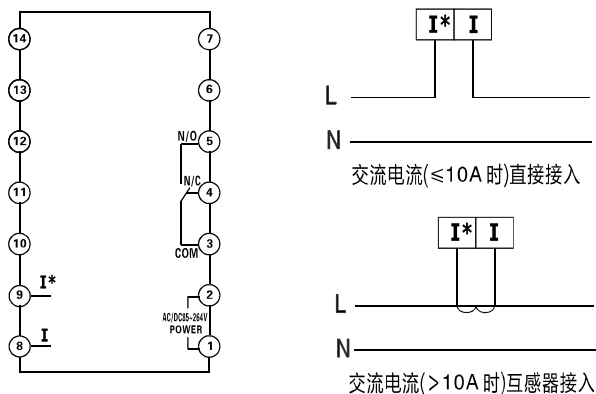 14
7
13
6
12
N/O
5
11
N/C
4
10
COM
3
9
I*
2
AC/DC85~264V
POWER
8
I
1
I* I
L
N
交流电流(≤10A 时)直接接入
I* I
L
N
交流电流(>10A 时)互感器接入